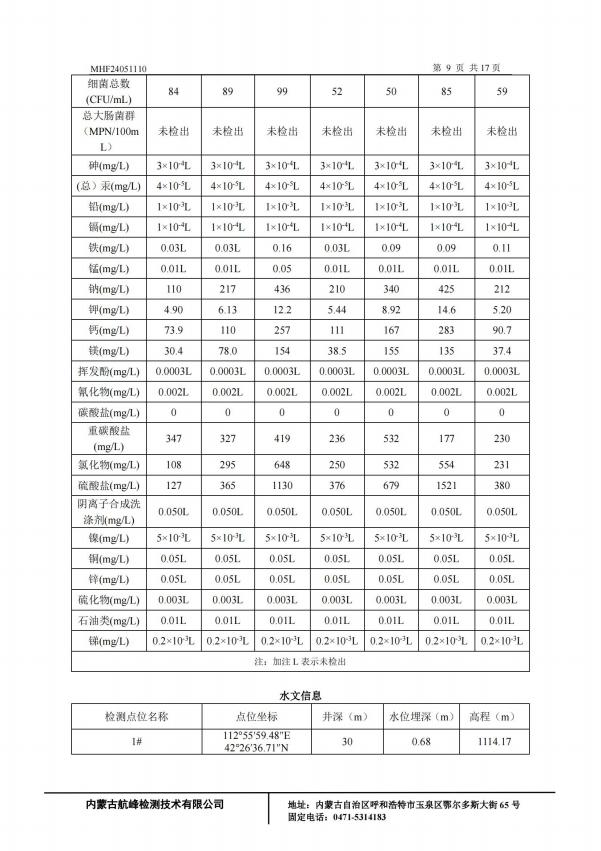 MHF24051110 第 9 页 共 17 页
细菌总数
(CFU/mL) 84 89 99 52 50 85 59
总大肠菌群
（MPN/100m
L） 未检出 未检出 未检出 未检出 未检出 未检出 未检出
砷(mg/L) 3×10⁻⁴L 3×10⁻⁴L 3×10⁻⁴L 3×10⁻⁴L 3×10⁻⁴L 3×10⁻⁴L 3×10⁻⁴L
(总）汞(mg/L) 4×10⁻⁵L 4×10⁻⁵L 4×10⁻⁵L 4×10⁻⁵L 4×10⁻⁵L 4×10⁻⁵L 4×10⁻⁵L
铅(mg/L) 1×10⁻³L 1×10⁻³L 1×10⁻³L 1×10⁻³L 1×10⁻³L 1×10⁻³L 1×10⁻³L
镉(mg/L) 1×10⁻⁴L 1×10⁻⁴L 1×10⁻⁴L 1×10⁻⁴L 1×10⁻⁴L 1×10⁻⁴L 1×10⁻⁴L
铁(mg/L) 0.03L 0.03L 0.16 0.03L 0.09 0.09 0.11
锰(mg/L) 0.01L 0.01L 0.05 0.01L 0.01L 0.01L 0.01L
钠(mg/L) 110 217 436 210 340 425 212
钾(mg/L) 4.90 6.13 12.2 5.44 8.92 14.6 5.20
钙(mg/L) 73.9 110 257 111 167 283 90.7
镁(mg/L) 30.4 78.0 154 38.5 155 135 37.4
挥发酚(mg/L) 0.0003L 0.0003L 0.0003L 0.0003L 0.0003L 0.0003L 0.0003L
氰化物(mg/L) 0.002L 0.002L 0.002L 0.002L 0.002L 0.002L 0.002L
碳酸盐(mg/L) 0 0 0 0 0 0 0
重碳酸盐
(mg/L) 347 327 419 236 532 177 230
氯化物(mg/L) 108 295 648 250 532 554 231
硫酸盐(mg/L) 127 365 1130 376 679 1521 380
阴离子合成洗
涤剂(mg/L) 0.050L 0.050L 0.050L 0.050L 0.050L 0.050L 0.050L
镍(mg/L) 5×10⁻³L 5×10⁻³L 5×10⁻³L 5×10⁻³L 5×10⁻³L 5×10⁻³L 5×10⁻³L
铜(mg/L) 0.05L 0.05L 0.05L 0.05L 0.05L 0.05L 0.05L
锌(mg/L) 0.05L 0.05L 0.05L 0.05L 0.05L 0.05L 0.05L
硫化物(mg/L) 0.003L 0.003L 0.003L 0.003L 0.003L 0.003L 0.003L
石油类(mg/L) 0.01L 0.01L 0.01L 0.01L 0.01L 0.01L 0.01L
锑(mg/L) 0.2×10⁻³L 0.2×10⁻³L 0.2×10⁻³L 0.2×10⁻³L 0.2×10⁻³L 0.2×10⁻³L 0.2×10⁻³L
注：加注 L 表示未检出
水文信息
检测点位名称 点位坐标 井深（m） 水位埋深（m） 高程（m）
1# 112°55′59.48″E
42°26′36.71″N 30 0.68 1114.17
内蒙古航峰检测技术有限公司 地址：内蒙古自治区呼和浩特市玉泉区鄂尔多斯大街 65 号
固定电话：0471-5314183